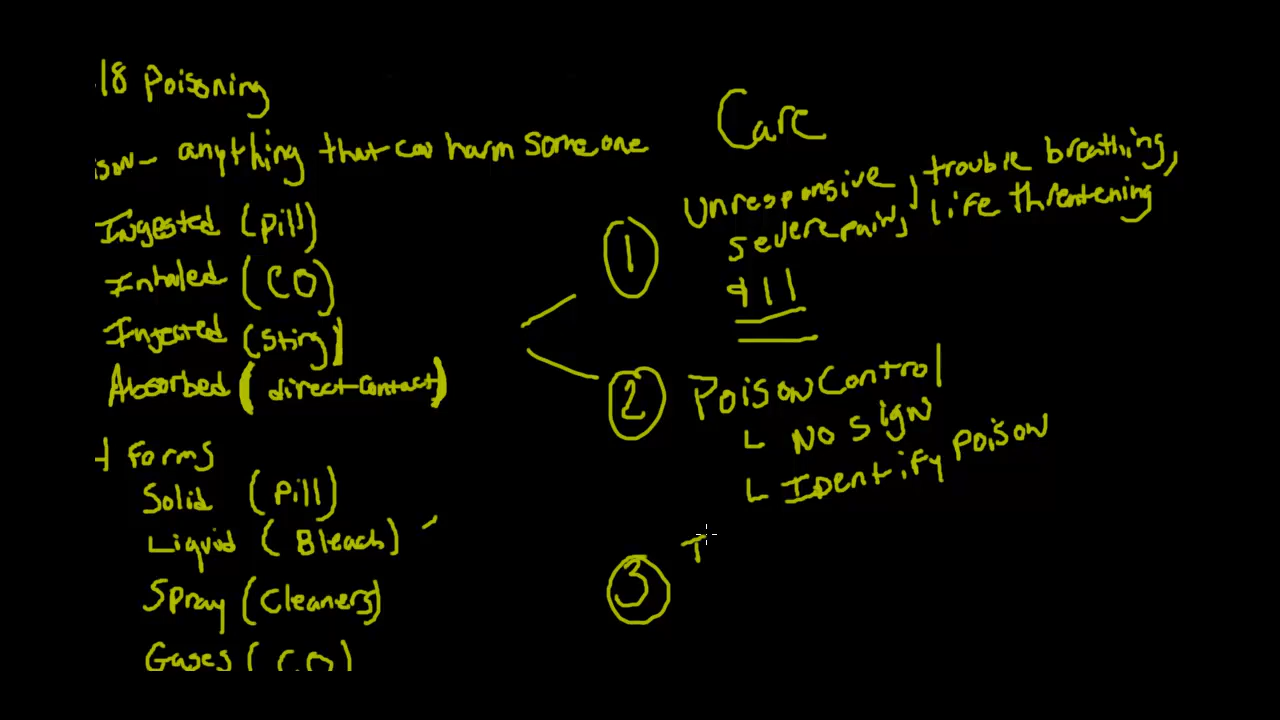 18 Poisoning
ison- anything that can harm someone
Ingested (pill)
Inhaled (CO)
Injected (Sting)
Absorbed (direct contact)
4 Forms
Solid (Pill)
Liquid (Bleach)
Spray (Cleaners)
Gases (CO)
Care
1 Unresponsive, trouble breathing,
severe pain, life threatening
911
2 Poison Control
L No sign
L Identify Poison
3 T